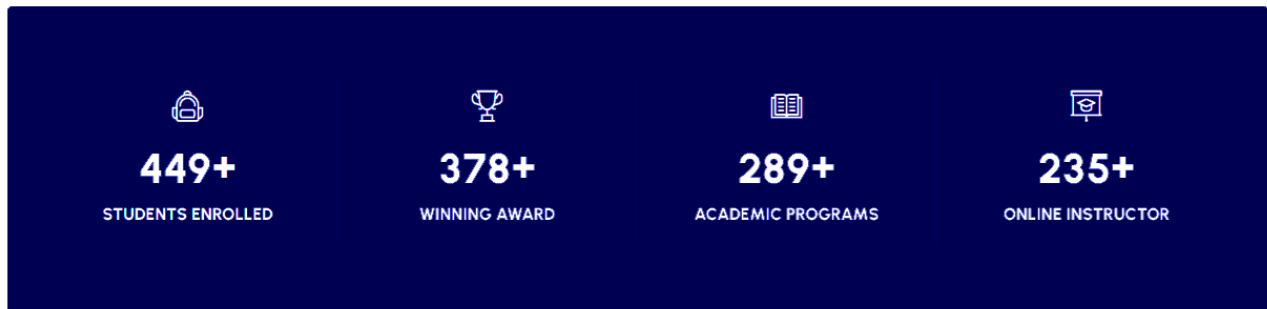 449+ 378+ 289+ 235+
STUDENTS ENROLLED WINNING AWARD ACADEMIC PROGRAMS ONLINE INSTRUCTOR